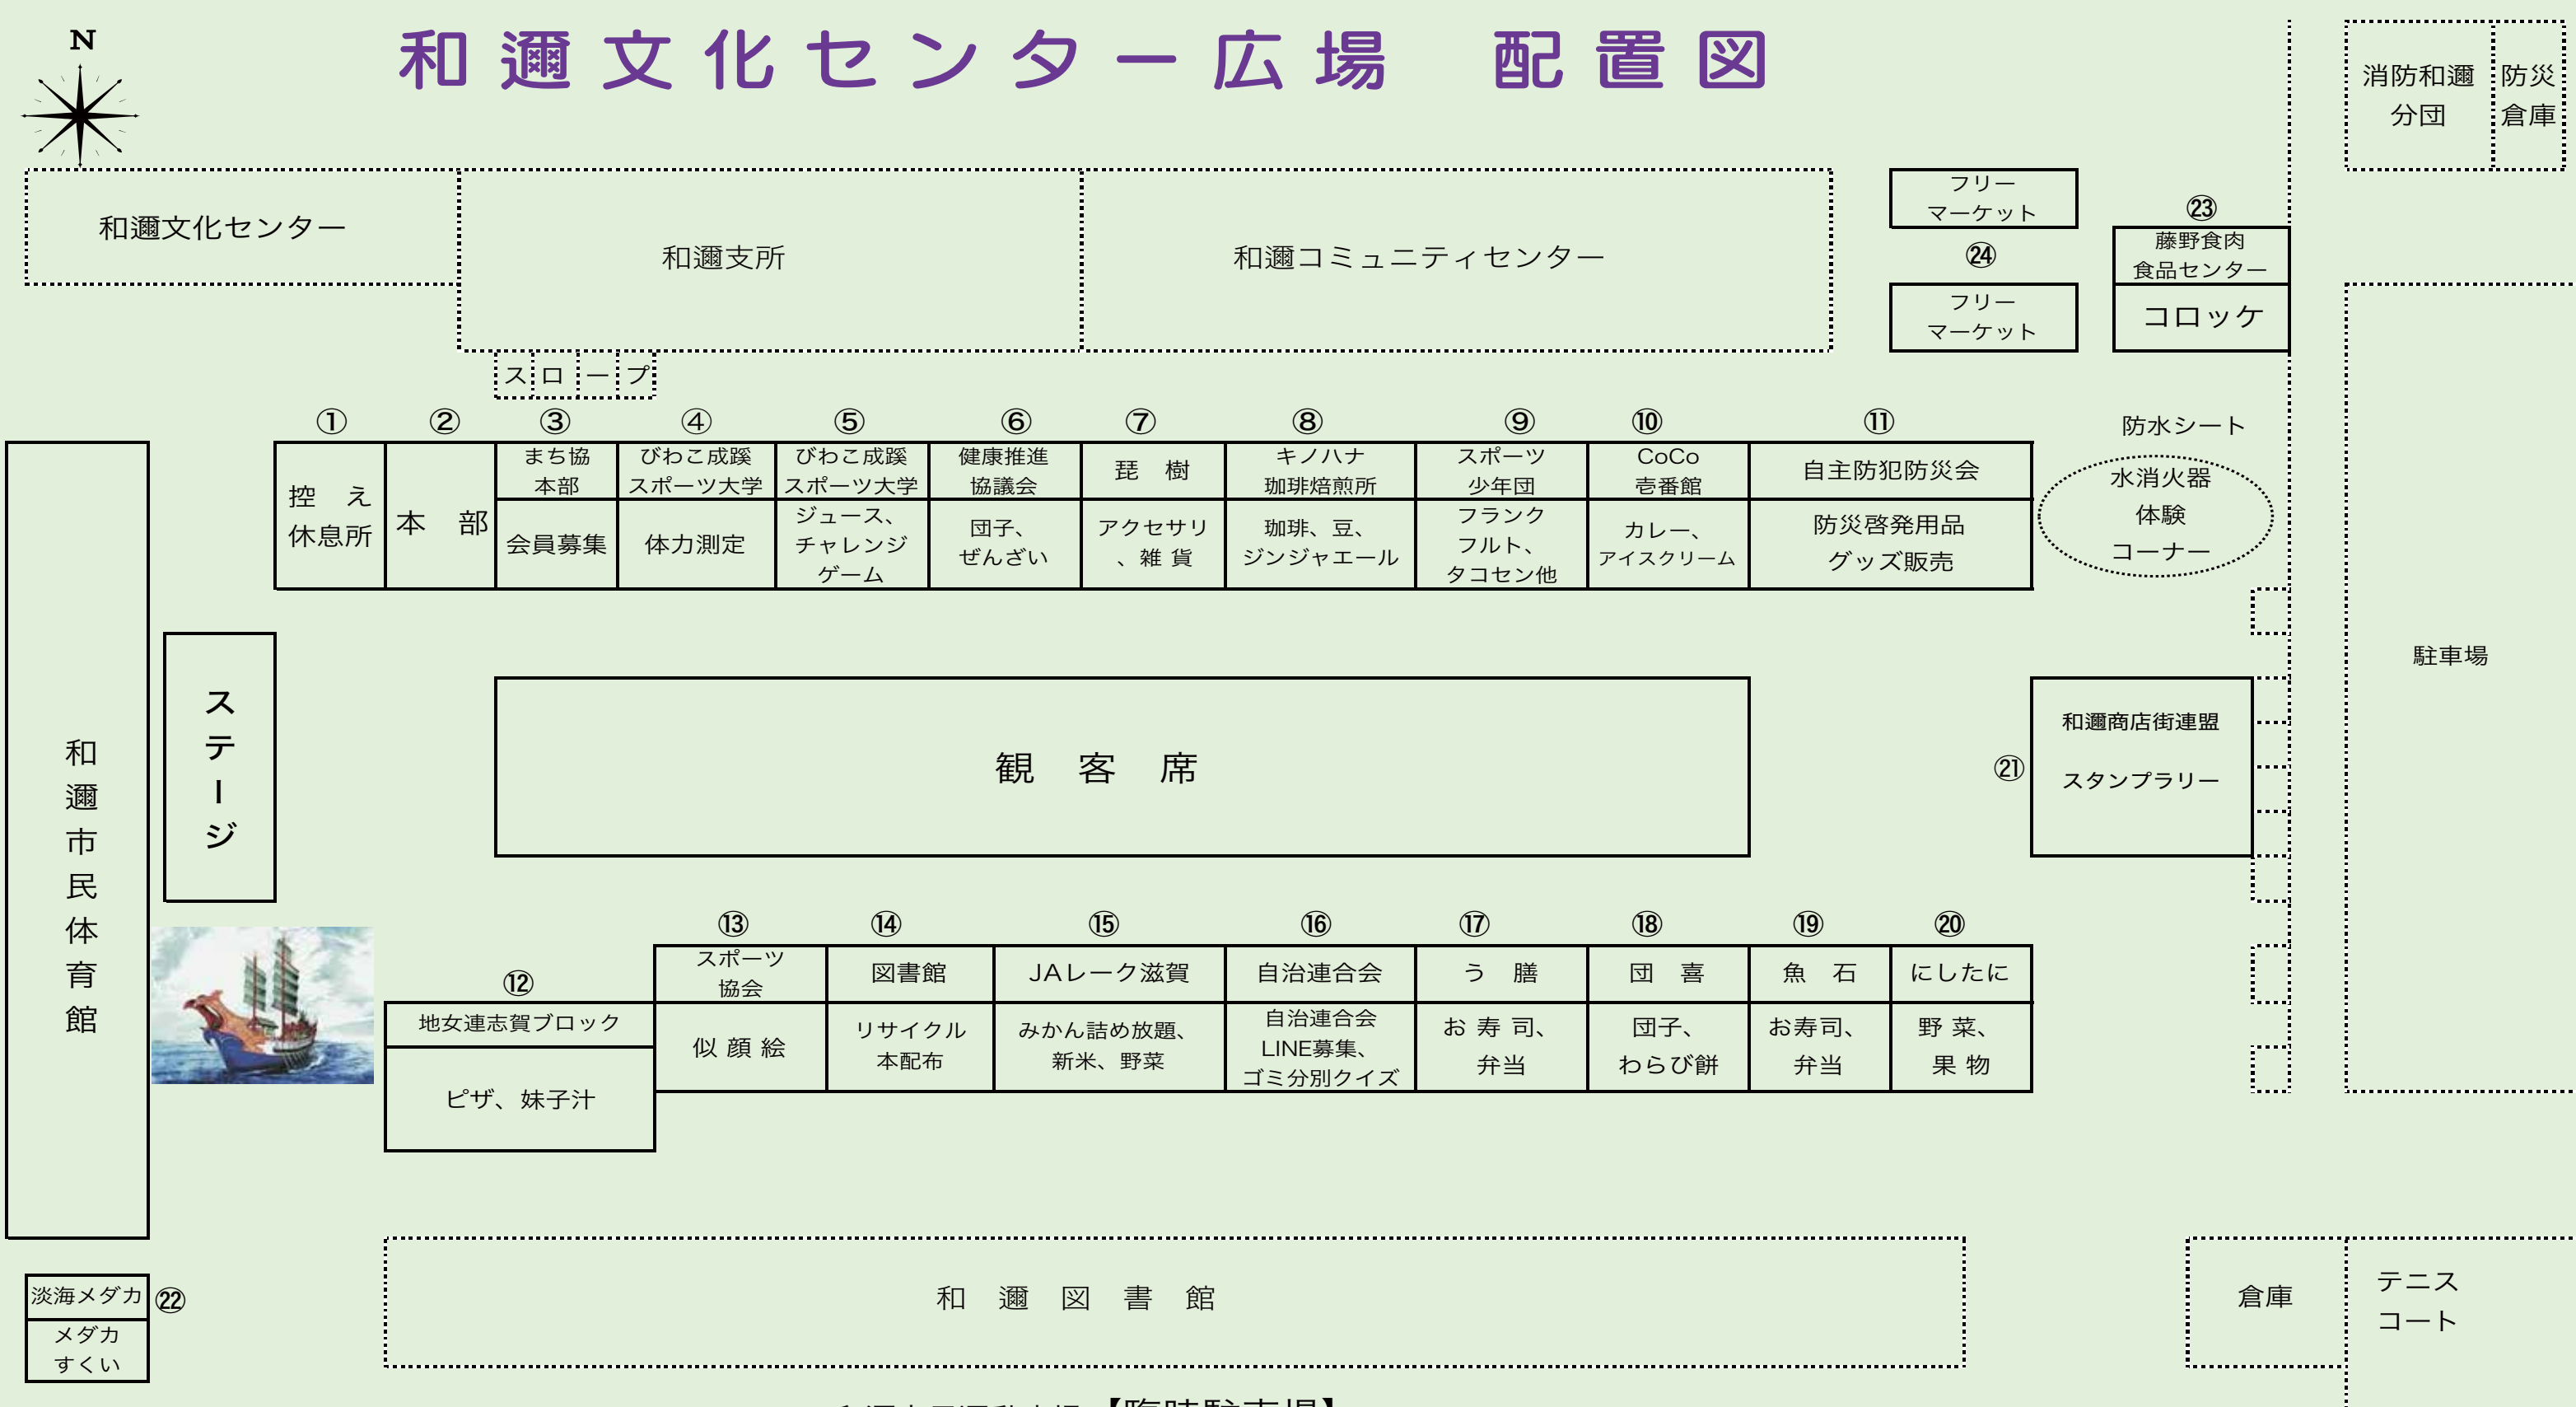 N
和邇文化センター広場　配置図
消防和邇
分団
防災
倉庫
和邇文化センター
和邇支所
和邇コミュニティセンター
フリー
マーケット
㉔
フリー
マーケット
㉓
藤野食肉
食品センター
コロッケ
スロープ
①
控　え
休息所
②
本　部
③
まち協
本部
会員募集
④
びわこ成蹊
スポーツ大学
体力測定
⑤
びわこ成蹊
スポーツ大学
ジュース、
チャレンジ
ゲーム
⑥
健康推進
協議会
団子、
ぜんざい
⑦
琵　樹
アクセサリ
、雑 貨
⑧
キノハナ
珈琲焙煎所
珈琲、豆、
ジンジャエール
⑨
スポーツ
少年団
フランク
フルト、
タコセン他
⑩
CoCo
壱番館
カレー、
アイスクリーム
⑪
自主防犯防災会
防災啓発用品
グッズ販売
防水シート
水消火器
体験
コーナー
駐車場
和邇市民体育館
ステージ
観　客　席
㉑
和邇商店街連盟
スタンプラリー
⑫
地女連志賀ブロック
ピザ、妹子汁
⑬
スポーツ
協会
似 顔 絵
⑭
図書館
リサイクル
本配布
⑮
JAレーク滋賀
みかん詰め放題、
新米、野菜
⑯
自治連合会
自治連合会
LINE募集、
ゴミ分別クイズ
⑰
う　膳
お 寿 司、
弁当
⑱
団　喜
団子、
わらび餅
⑲
魚　石
お寿司、
弁当
⑳
にしたに
野 菜、
果 物
淡海メダカ
㉒
メダカ
すくい
和　邇　図　書　館
倉庫
テニス
コート
【臨時駐車場】